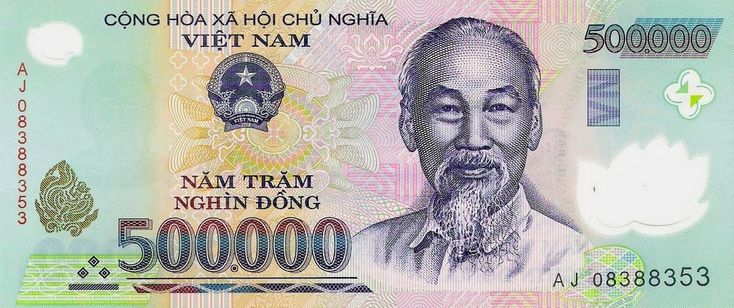 CỘNG HÒA XÃ HỘI CHỦ NGHĨA
VIỆT NAM
500.000
AJ 08388353
VIỆT NAM
NĂM TRĂM
NGHÌN ĐỒNG
500.000
AJ 08388353